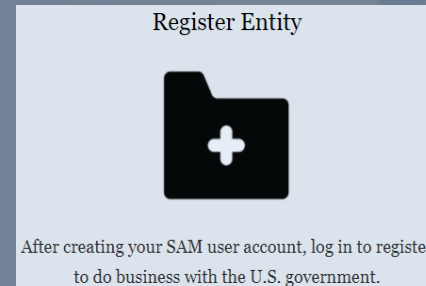 Register Entity
After creating your SAM user account, log in to registe
to do business with the U.S. government.